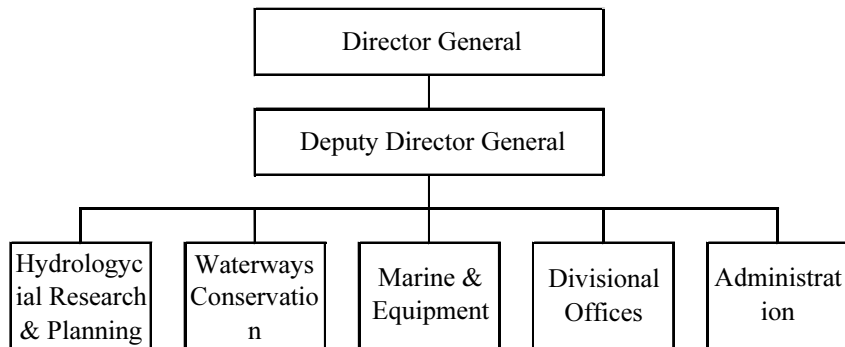 Director General
Deputy Director General
Hydrologyc
ial Research
& Planning
Waterways
Conservatio
n
Marine &
Equipment
Divisional
Offices
Administrat
ion